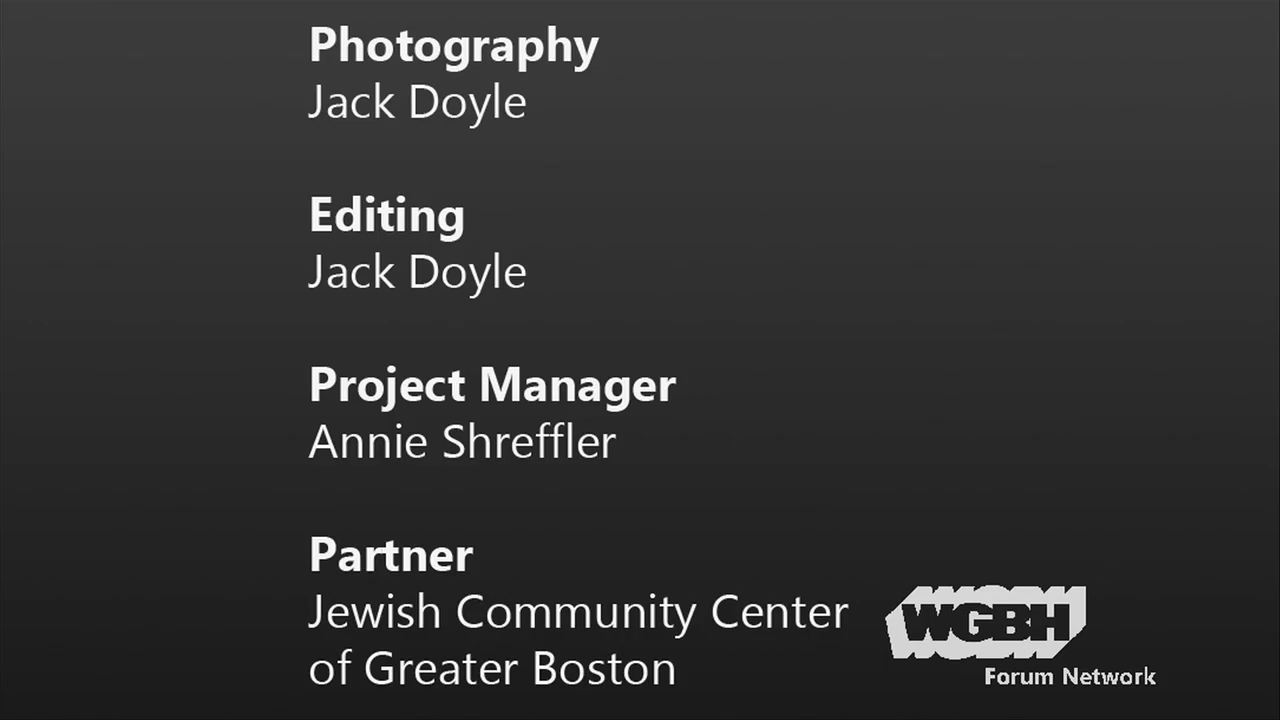 Photography
Jack Doyle
Editing
Jack Doyle
Project Manager
Annie Shreffler
Partner
Jewish Community Center
of Greater Boston
WGBH
Forum Network